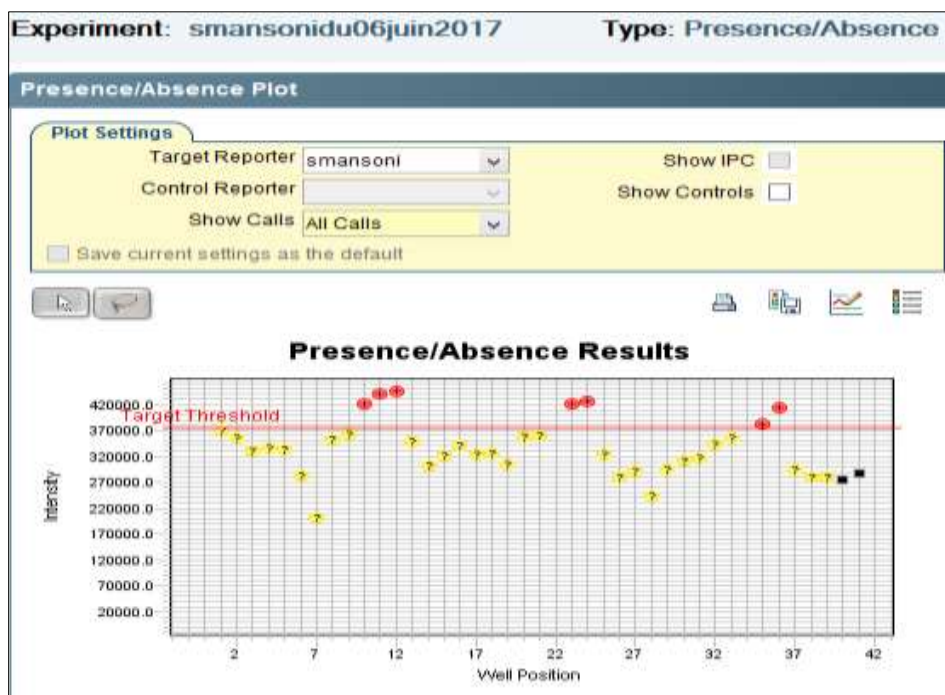 Experiment: smansonidu06juin2017 Type: Presence/Absence
Presence/Absence Plot
Plot Settings
Target Reporter smansoni Show IPC
Control Reporter Show Controls
Show Calls All Calls
Save current settings as the default
Presence/Absence Results
420000.0
Target Threshold
370000.0
320000.0
270000.0
220000.0
170000.0
120000.0
70000.0
20000.0
Intensity
2 7 12 17 22 27 32 37 42
Well Position